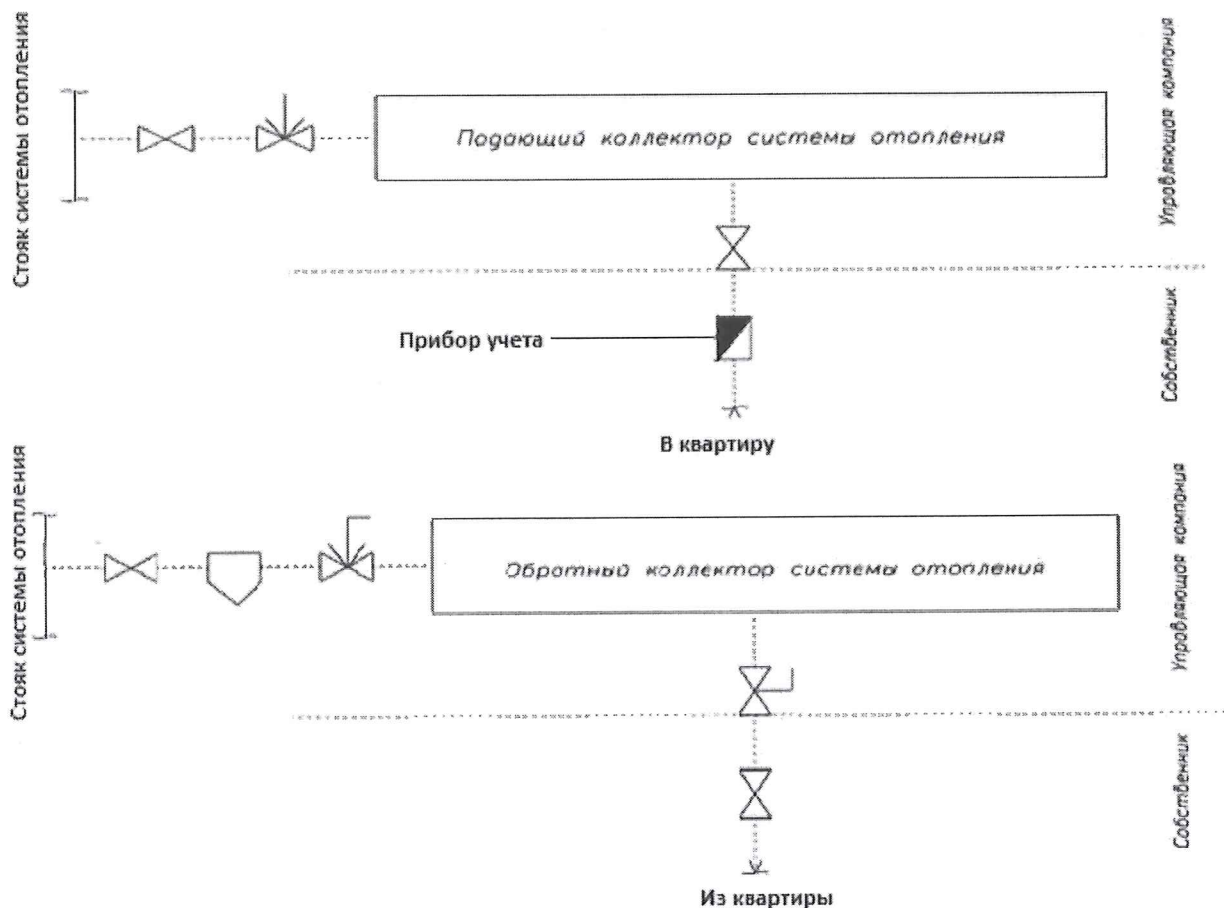 Стояк системы отопления
Подающий коллектор системы отопления
Управляющая компания
Прибор учета
Собственник
В квартиру
Стояк системы отопления
Обратный коллектор системы отопления
Управляющая компания
Собственник
Из квартиры